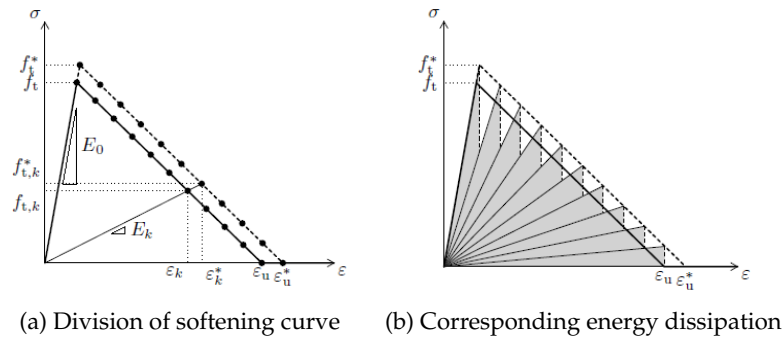 σ
f*t
ft
E0
f*t,k
ft,k
Ek
εk
ε*k
εu
ε*u
ε
(a) Division of softening curve
σ
f*t
ft
εu
ε*u
ε
(b) Corresponding energy dissipation